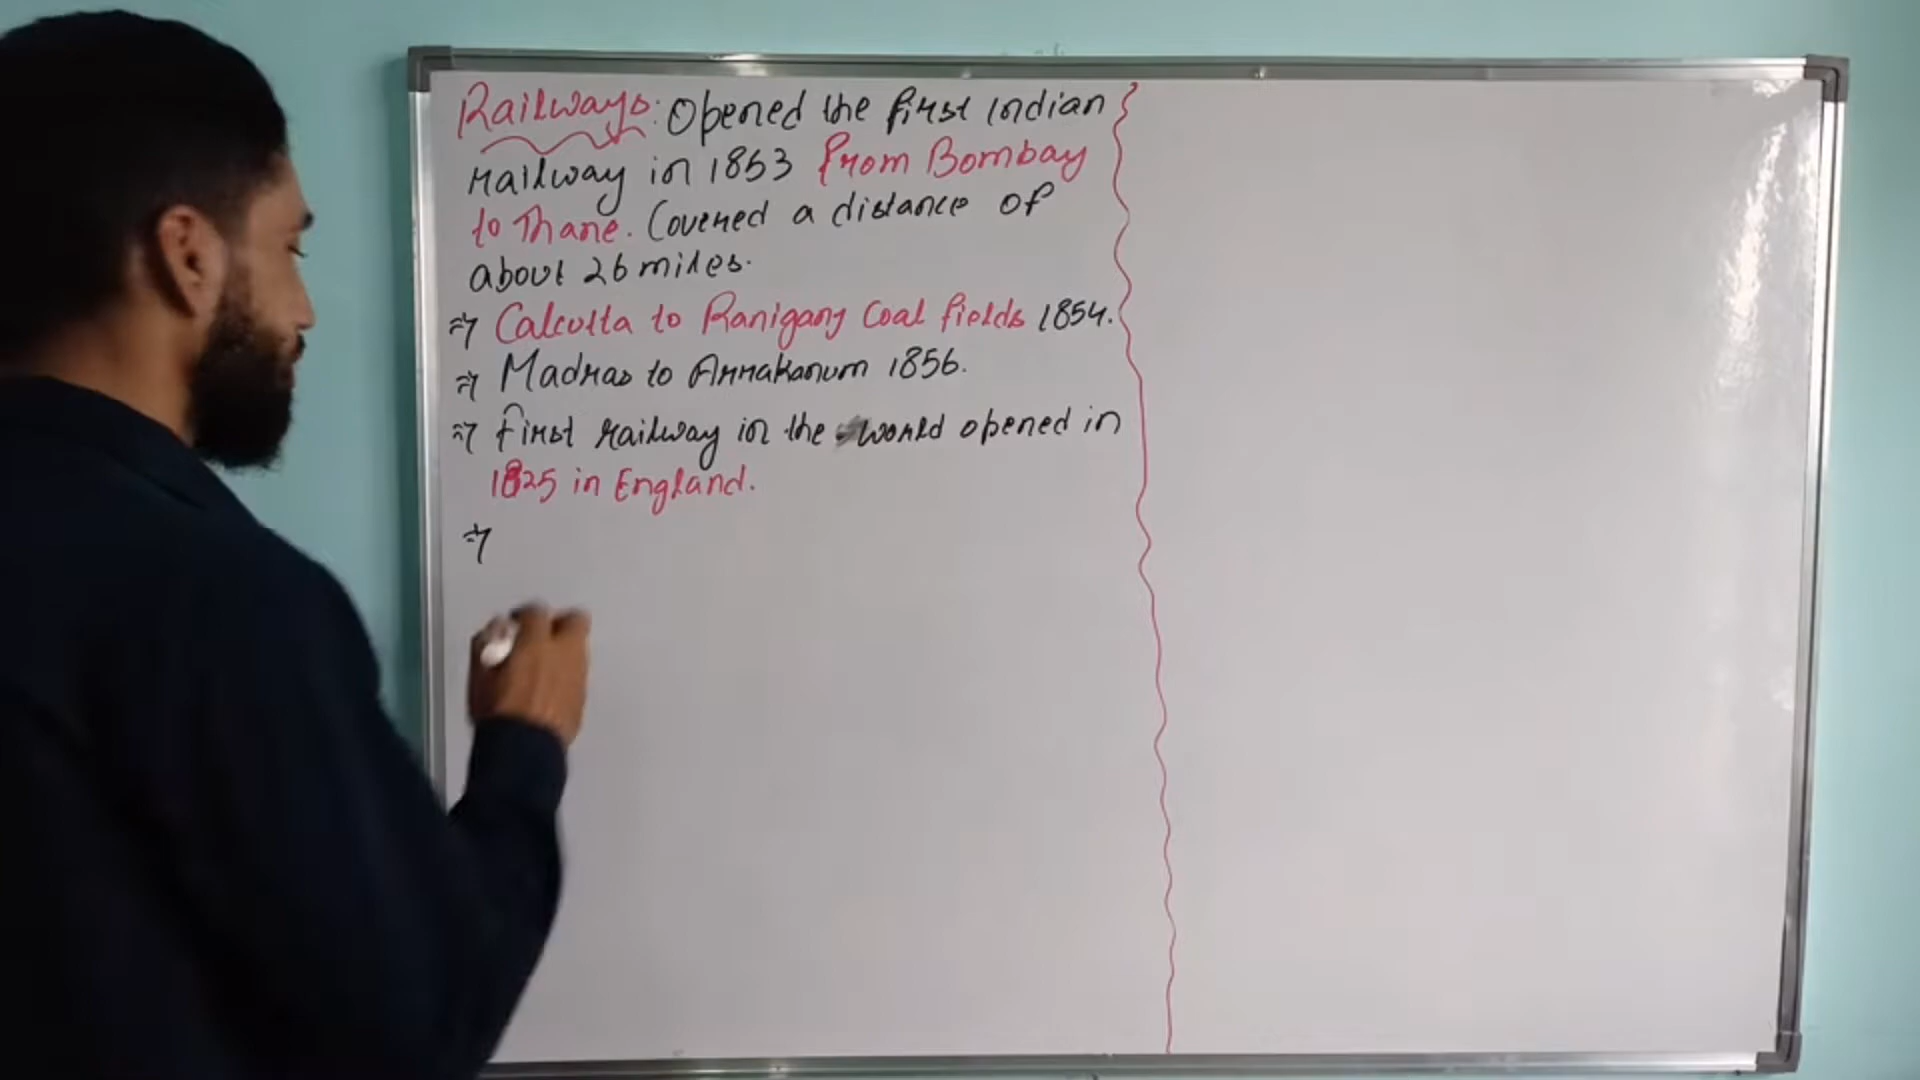 Railways: Opened the first Indian
railway in 1853 from Bombay
to Thane. Covered a distance of
about 26 miles.
⇒ Calcutta to Raniganj Coal fields 1854.
⇒ Madras to Arrakonum 1856.
⇒ First railway in the world opened in
1825 in England.
⇒